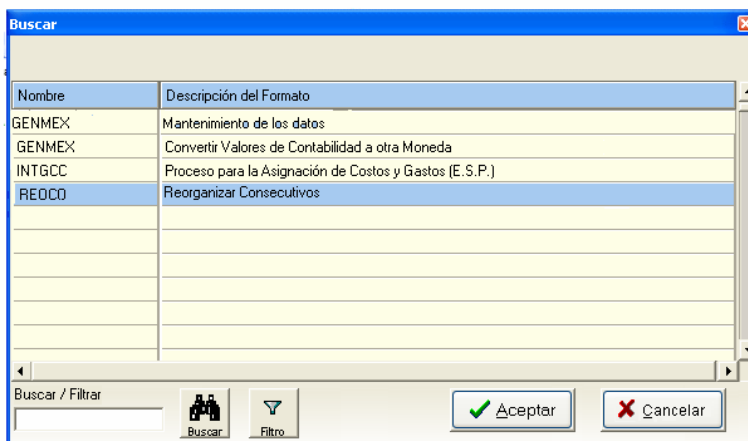 Buscar
Nombre Descripción del Formato
GENMEX Mantenimiento de los datos
GENMEX Convertir Valores de Contabilidad a otra Moneda
INTGCC Proceso para la Asignación de Costos y Gastos (E.S.P.)
REOCO Reorganizar Consecutivos
Buscar / Filtrar
Buscar Filtro Aceptar Cancelar